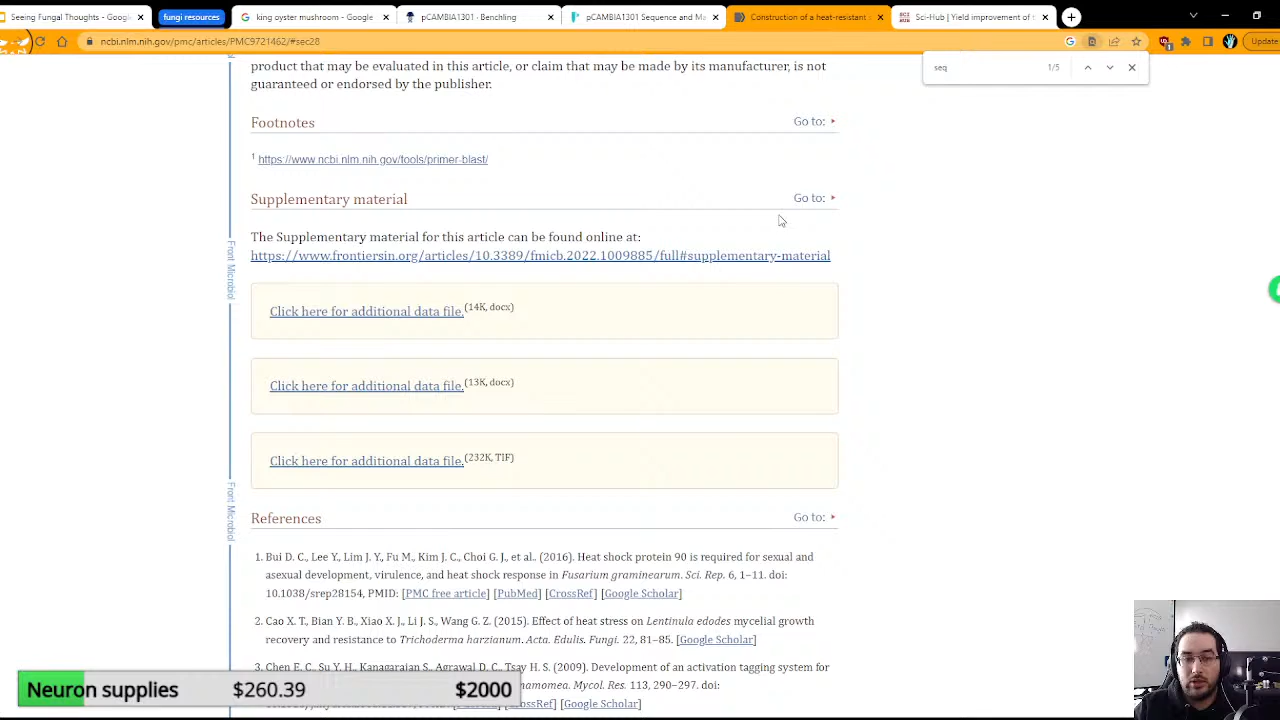 Seeing Fungal Thoughts - Goog
fungi resources
king oyster mushroom - Google
pCAMBIA1301 - Benchling
pCAMBIA1301 Sequence and Ma
Construction of a heat-resistant s
Sci-Hub | Yield improvement of
ncbi.nlm.nih.gov/pmc/articles/PMC9721462/#sec28
Update
seq
1/5
product that may be evaluated in this article, or claim that may be made by its manufacturer, is not
guaranteed or endorsed by the publisher.
Footnotes
Go to:
1 https://www.ncbi.nlm.nih.gov/tools/primer-blast/
Supplementary material
Go to:
The Supplementary material for this article can be found online at:
https://www.frontiersin.org/articles/10.3389/fmicb.2022.1009885/full#supplementary-material
Front Microbiol
Click here for additional data file.(14K, docx)
Click here for additional data file.(13K, docx)
Click here for additional data file.(232K, TIF)
Front Microbiol
References
Go to:
1. Bui D. C., Lee Y., Lim J. Y., Fu M., Kim J. C., Choi G. J., et al.. (2016). Heat shock protein 90 is required for sexual and
asexual development, virulence, and heat shock response in Fusarium graminearum. Sci. Rep. 6, 1–11. doi:
10.1038/srep28154, PMID: [PMC free article] [PubMed] [CrossRef] [Google Scholar]
2. Cao X. T., Bian Y. B., Xiao X. J., Li J. S., Wang G. Z. (2015). Effect of heat stress on Lentinula edodes mycelial growth
recovery and resistance to Trichoderma harzianum. Acta. Edulis. Fungi. 22, 81–85. [Google Scholar]
3. Chen E. C., Su Y. H., Kanagarajan S., Agrawal D. C., Tsay H. S. (2009). Development of an activation tagging system for
namomea. Mycol. Res. 113, 290–297. doi:
[Google Scholar]
Neuron supplies $260.39 $2000